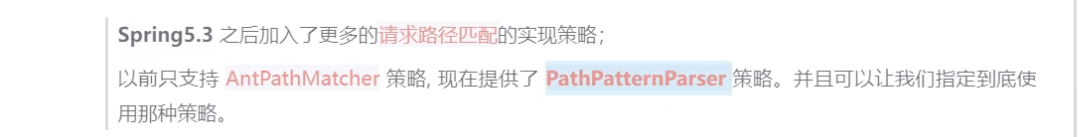 Spring5.3 之后加入了更多的请求路径匹配的实现策略；
以前只支持 AntPathMatcher 策略, 现在提供了 PathPatternParser 策略。并且可以让我们指定到底使
用那种策略。